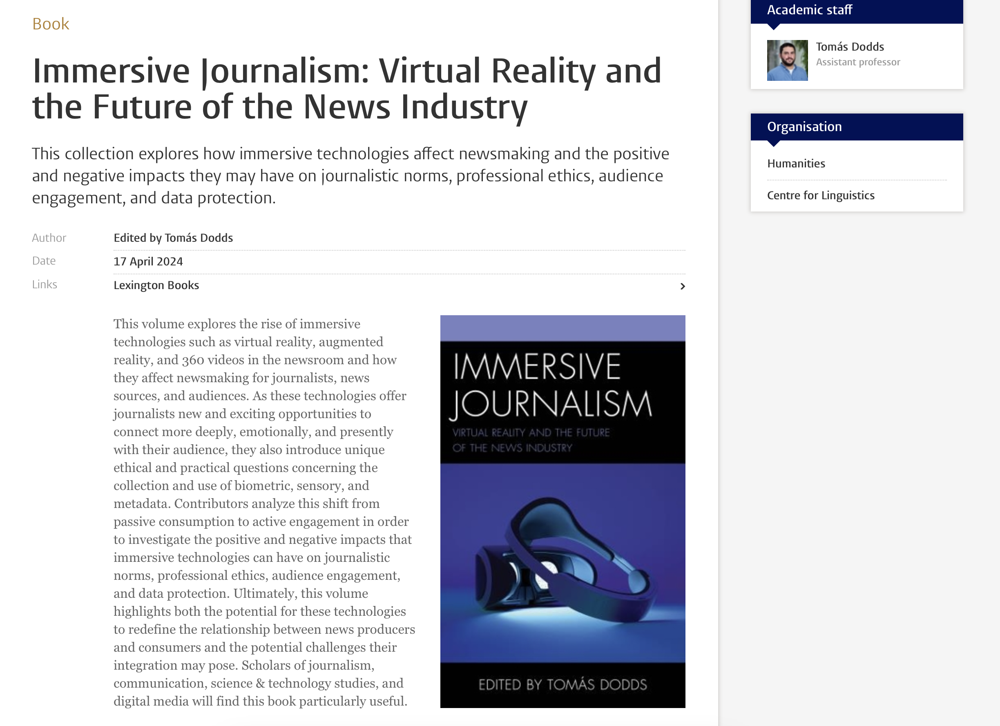 Book
Immersive Journalism: Virtual Reality and
the Future of the News Industry
This collection explores how immersive technologies affect newsmaking and the positive
and negative impacts they may have on journalistic norms, professional ethics, audience
engagement, and data protection.
Author
Edited by Tomás Dodds
Date
17 April 2024
Links
Lexington Books
This volume explores the rise of immersive
technologies such as virtual reality, augmented
reality, and 360 videos in the newsroom and how
they affect newsmaking for journalists, news
sources, and audiences. As these technologies offer
journalists new and exciting opportunities to
connect more deeply, emotionally, and presently
with their audience, they also introduce unique
ethical and practical questions concerning the
collection and use of biometric, sensory, and
metadata. Contributors analyze this shift from
passive consumption to active engagement in order
to investigate the positive and negative impacts that
immersive technologies can have on journalistic
norms, professional ethics, audience engagement,
and data protection. Ultimately, this volume
highlights both the potential for these technologies
to redefine the relationship between news producers
and consumers and the potential challenges their
integration may pose. Scholars of journalism,
communication, science & technology studies, and
digital media will find this book particularly useful.
IMMERSIVE
JOURNALISM
VIRTUAL REALITY AND THE FUTURE
OF THE NEWS INDUSTRY
EDITED BY TOMÁS DODDS
Academic staff
Tomás Dodds
Assistant professor
Organisation
Humanities
Centre for Linguistics